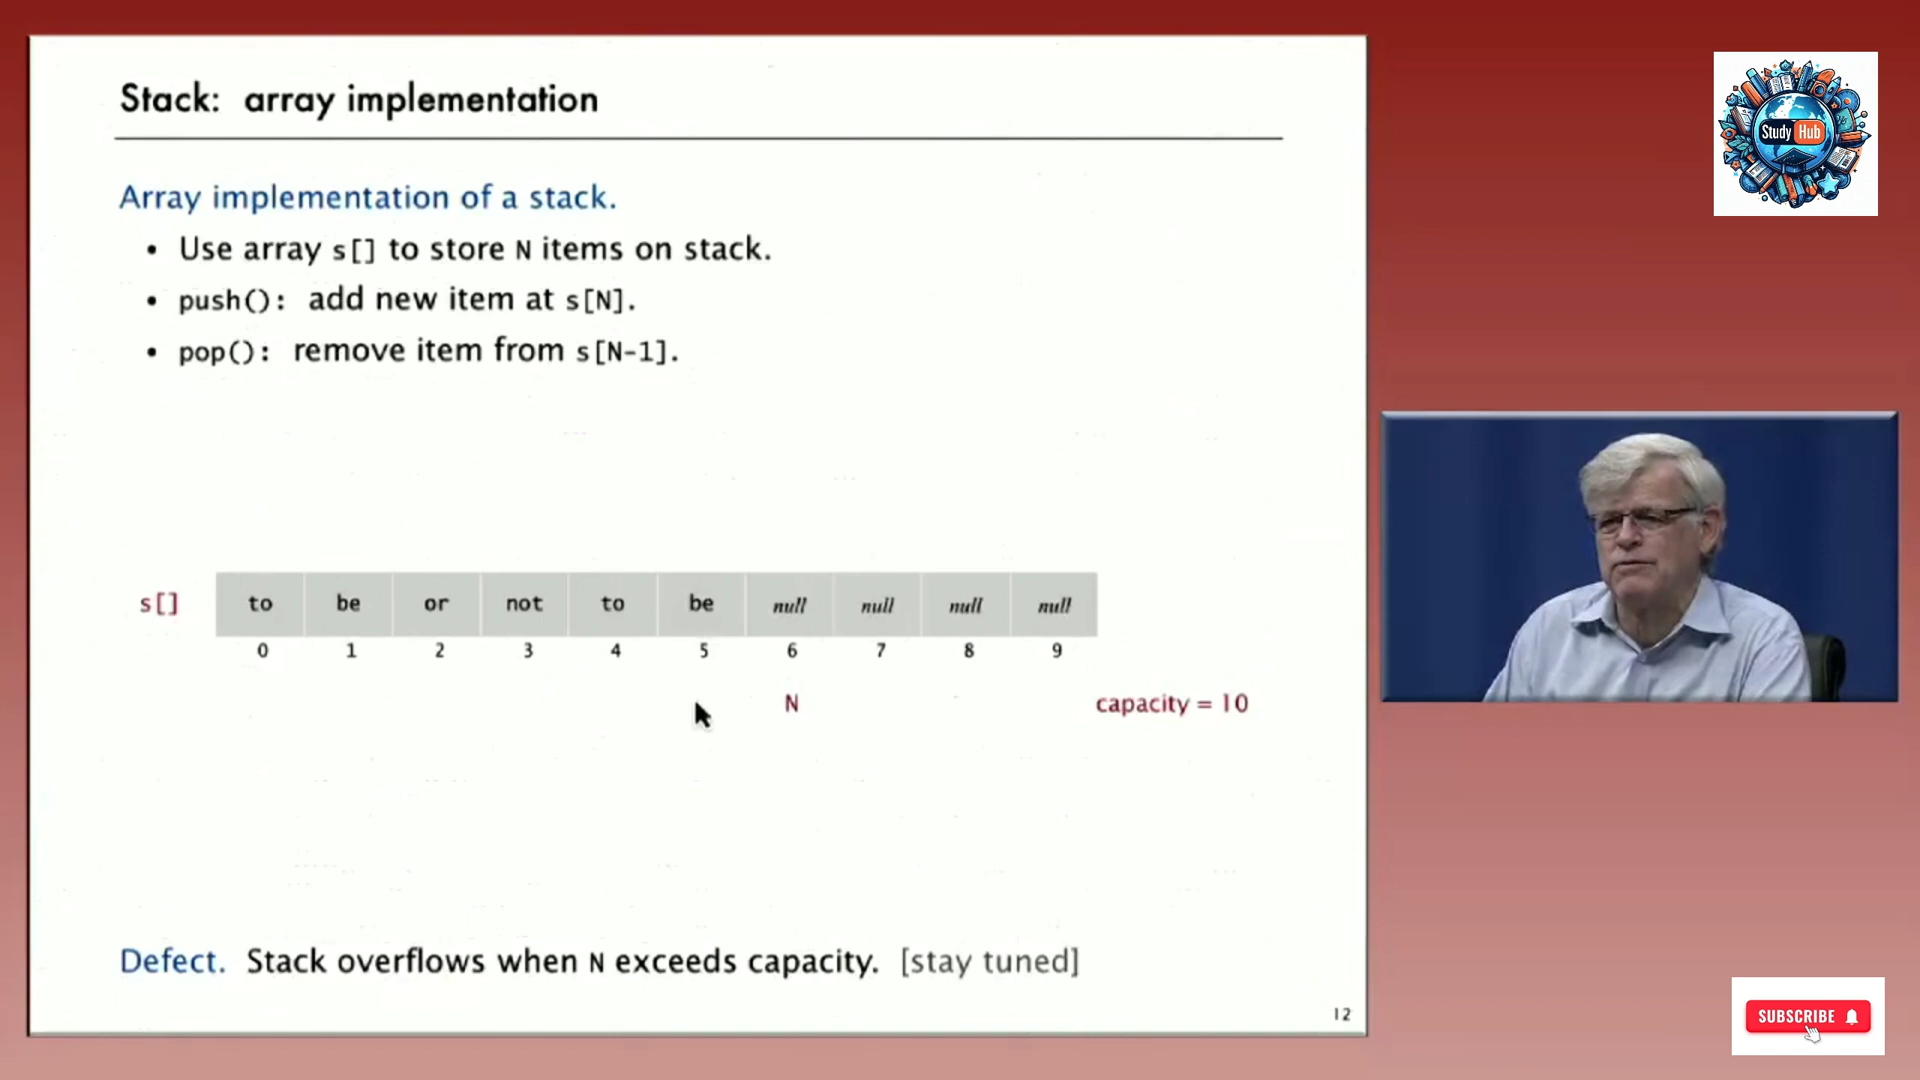 Stack: array implementation
Array implementation of a stack.
• Use array s[] to store N items on stack.
• push(): add new item at s[N].
• pop(): remove item from s[N-1].
s[] to be or not to be null null null null
0 1 2 3 4 5 6 7 8 9
N capacity = 10
Defect. Stack overflows when N exceeds capacity. [stay tuned]
12
Study Hub
SUBSCRIBE